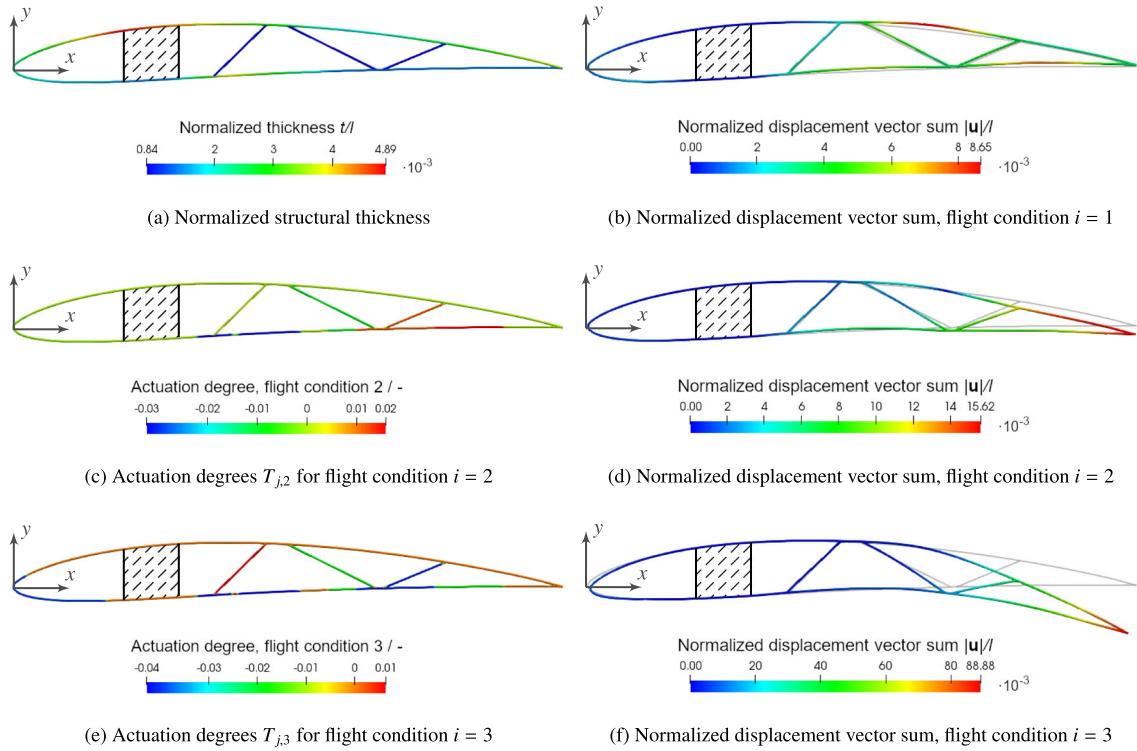 y
x
Normalized thickness t/l
0.84 2 3 4 4.89
·10⁻³
(a) Normalized structural thickness
y
x
Normalized displacement vector sum |u|/l
0.00 2 4 6 8 8.65
·10⁻³
(b) Normalized displacement vector sum, flight condition i = 1
y
x
Actuation degree, flight condition 2 / -
-0.03 -0.02 -0.01 0 0.01 0.02
(c) Actuation degrees Tj,2 for flight condition i = 2
y
x
Normalized displacement vector sum |u|/l
0.00 2 4 6 8 10 12 14 15.62
·10⁻³
(d) Normalized displacement vector sum, flight condition i = 2
y
x
Actuation degree, flight condition 3 / -
-0.04 -0.03 -0.02 -0.01 0 0.01
(e) Actuation degrees Tj,3 for flight condition i = 3
y
x
Normalized displacement vector sum |u|/l
0.00 20 40 60 80 88.88
·10⁻³
(f) Normalized displacement vector sum, flight condition i = 3